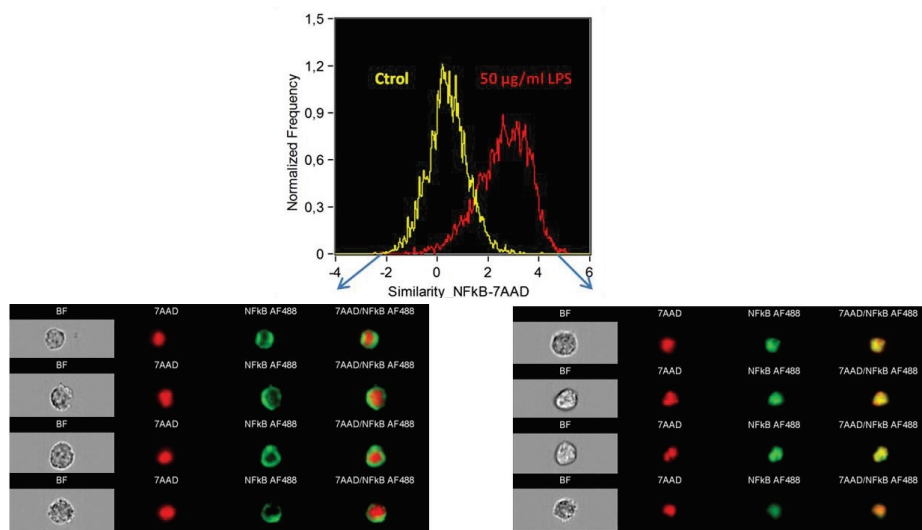 1,5
1,2
0,9
0,6
0,3
0
Normalized Frequency
Ctrol
50 µg/ml LPS
-4 -2 0 2 4 6
Similarity_NFkB-7AAD
BF 7AAD NFkB AF488 7AAD/NFkB AF488
BF 7AAD NFkB AF488 7AAD/NFkB AF488
BF 7AAD NFkB AF488 7AAD/NFkB AF488
BF 7AAD NFkB AF488 7AAD/NFkB AF488
BF 7AAD NFkB AF488 7AAD/NFkB AF488
BF 7AAD NFkB AF488 7AAD/NFkB AF488
BF 7AAD NFkB AF488 7AAD/NFkB AF488
BF 7AAD NFkB AF488 7AAD/NFkB AF488